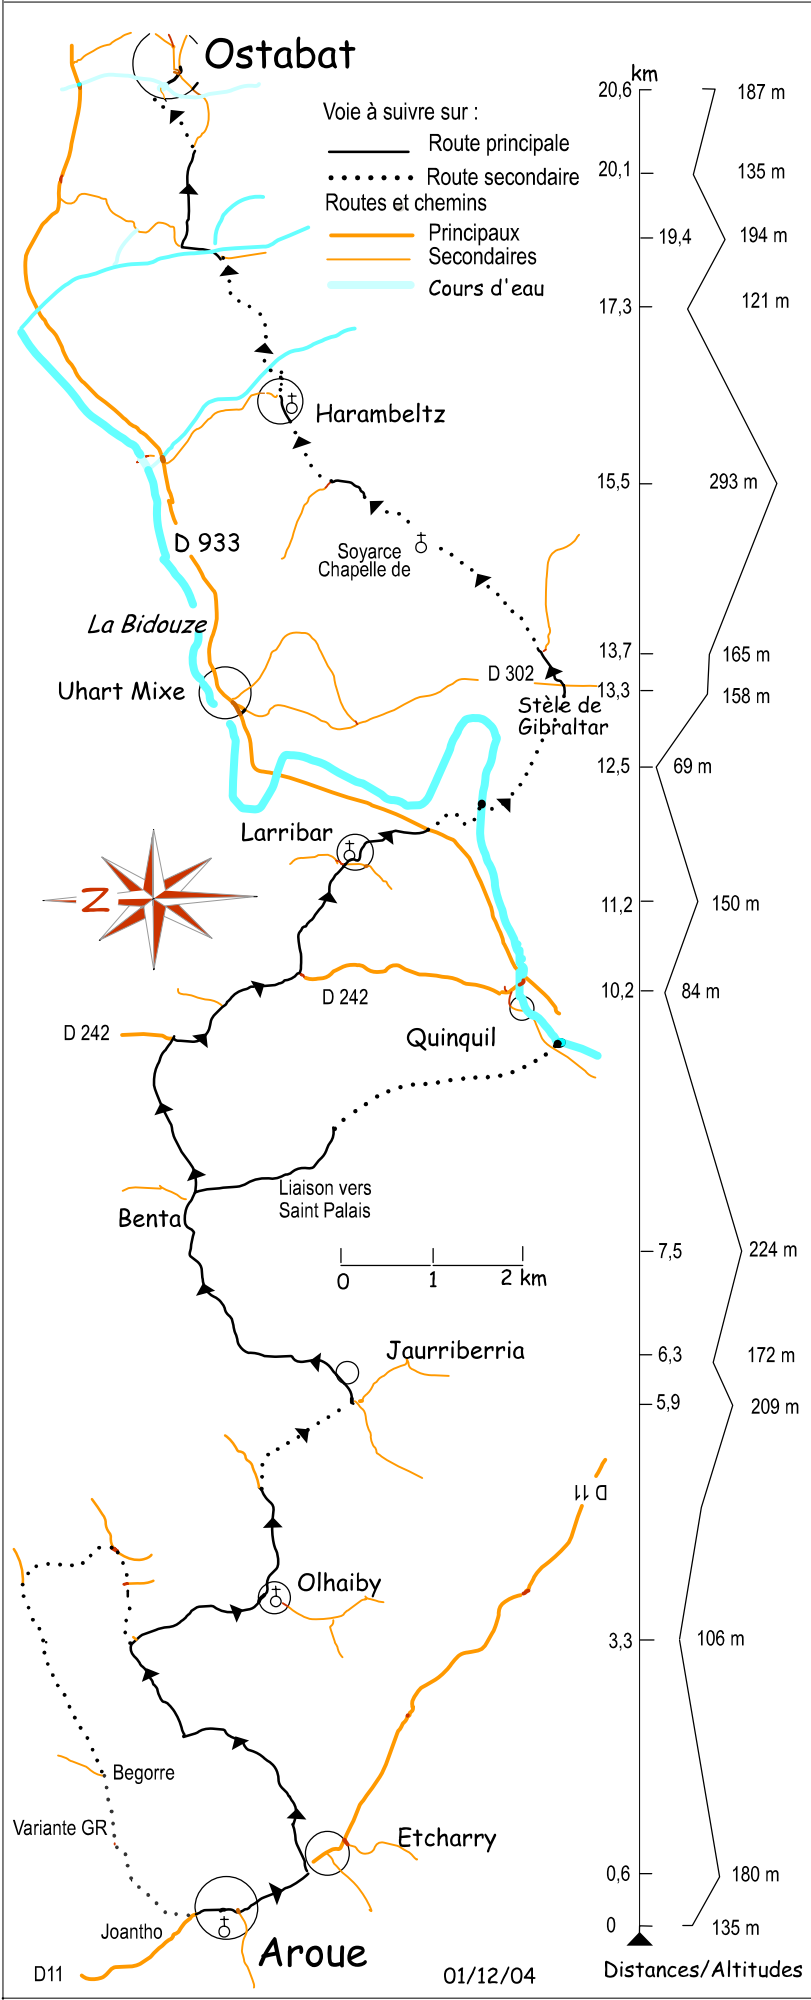 Ostabat
Voie à suivre sur :
Route principale
Route secondaire
Routes et chemins
Principaux
Secondaires
Cours d'eau
km
20,6
187 m
20,1
135 m
19,4
194 m
17,3
121 m
Harambeltz
15,5
293 m
D 933
Soyarce
Chapelle de
La Bidouze
13,7
165 m
Uhart Mixe
D 302
13,3
158 m
Stèle de
Gibraltar
12,5
69 m
Larribar
N
11,2
150 m
D 242
10,2
84 m
D 242
Quinquil
Liaison vers
Saint Palais
Benta
0
1
2 km
7,5
224 m
Jaurriberria
6,3
172 m
5,9
209 m
D 11
Olhaiby
3,3
106 m
Begorre
Variante GR
Etcharry
0,6
180 m
Joantho
0
135 m
Aroue
D11
01/12/04
Distances/Altitudes